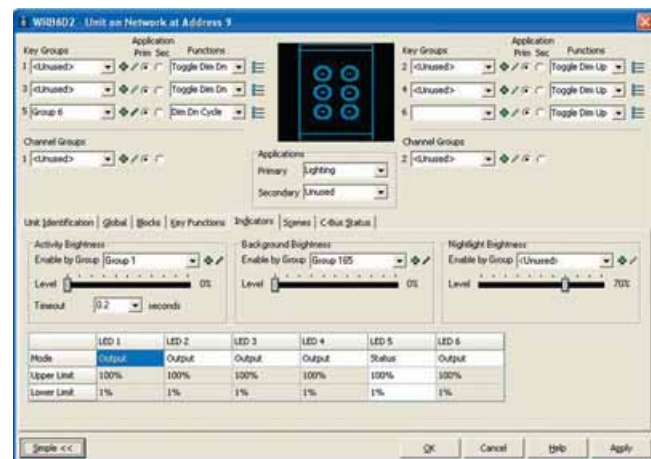 WRB6D2 - Unit on Network at Address 9
Key Groups Application Prim Sec Functions
1 <Unused> Toggle Dim Dn
3 <Unused> Toggle Dim Dn
5 Group 6 Dim Dn Cycle
Key Groups Application Prim Sec Functions
2 <Unused> Toggle Dim Up
4 <Unused> Toggle Dim Up
6 Toggle Dim Up
Channel Groups
1 <Unused>
Applications
Primary Lighting
Secondary Unused
Channel Groups
2 <Unused>
Unit Identification Global Blocks Key Functions Indicators Scenes C-Bus Status
Activity Brightness
Enable by Group Group 1
Level 0%
Timeout 0.2 seconds
Background Brightness
Enable by Group Group 165
Level 0%
Nightlight Brightness
Enable by Group <Unused>
Level 70%
LED 1 LED 2 LED 3 LED 4 LED 5 LED 6
Mode Output Output Output Output Status Output
Upper Limit 100% 100% 100% 100% 100% 100%
Lower Limit 1% 1% 1% 1% 1% 1%
Simple << OK Cancel Help Apply